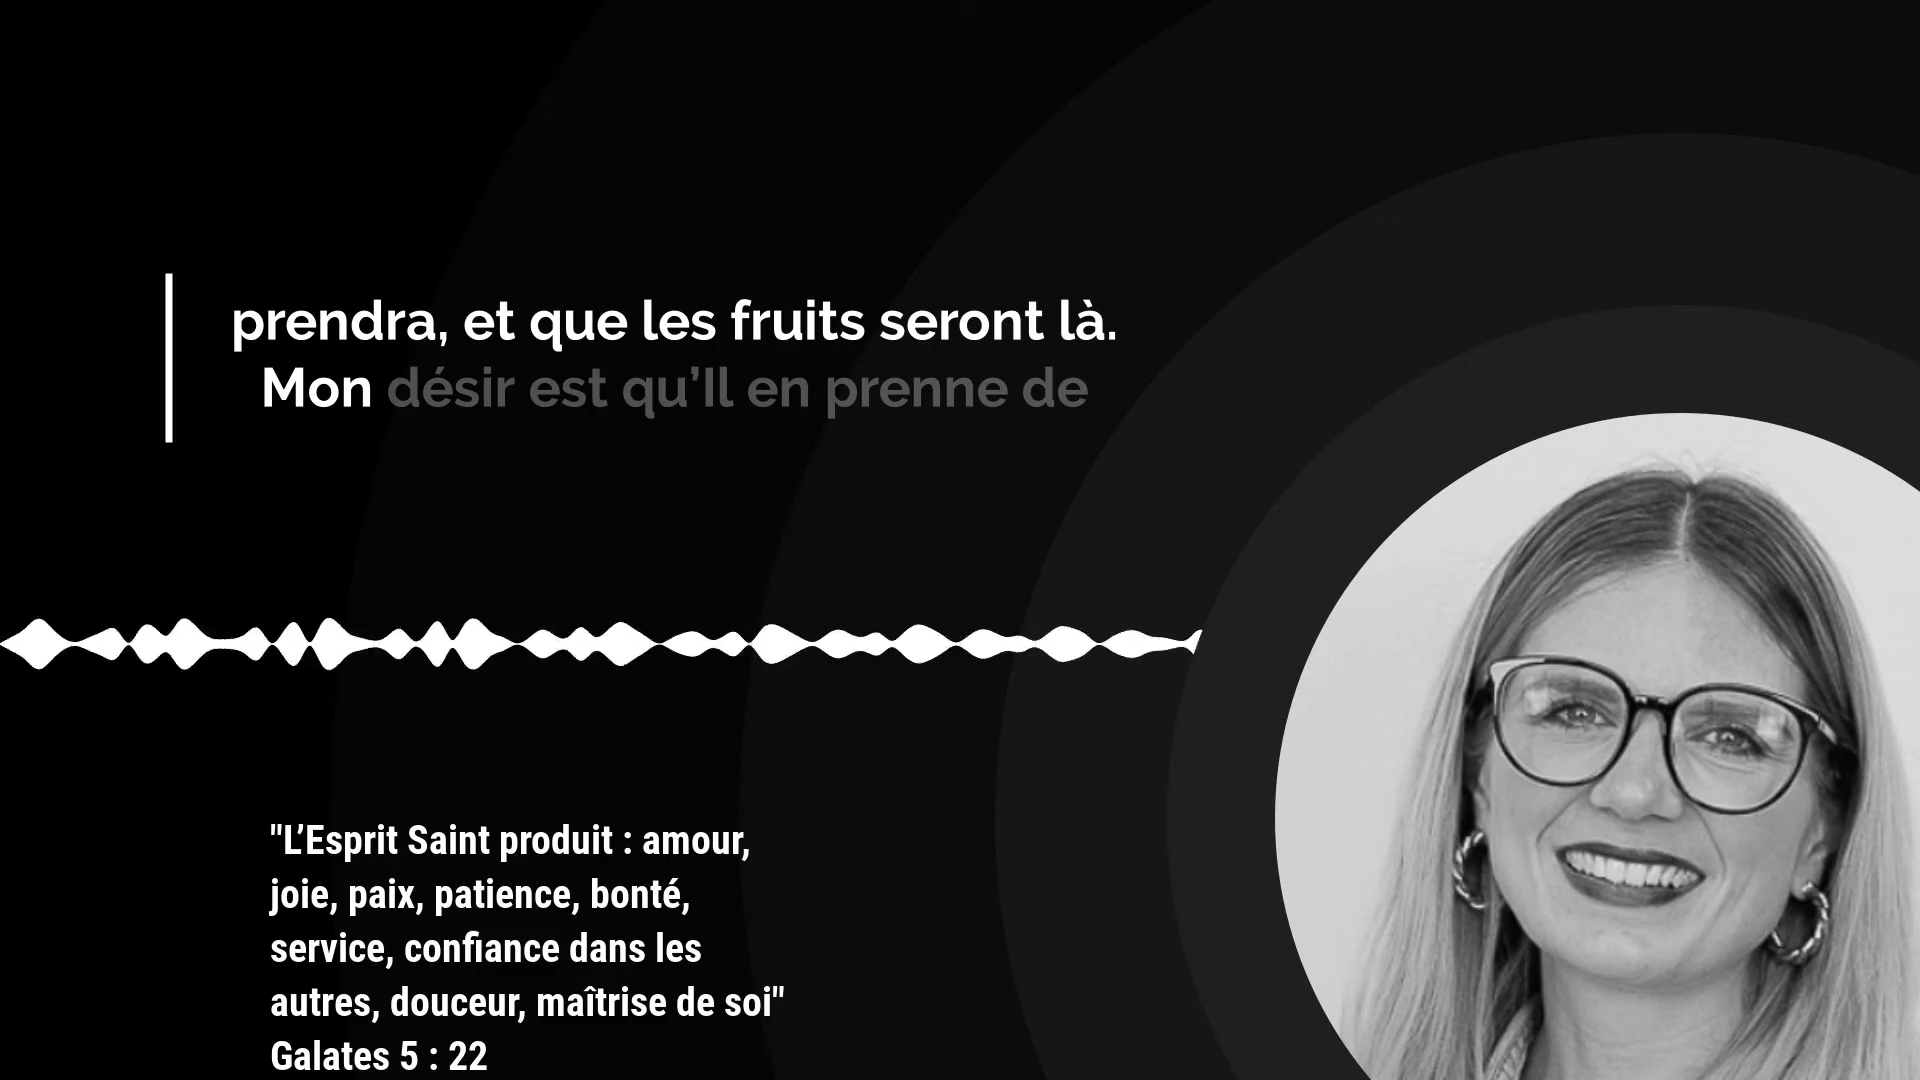 prendra, et que les fruits seront là.
Mon désir est qu’Il en prenne de
"L’Esprit Saint produit : amour,
joie, paix, patience, bonté,
service, confiance dans les
autres, douceur, maîtrise de soi"
Galates 5 : 22